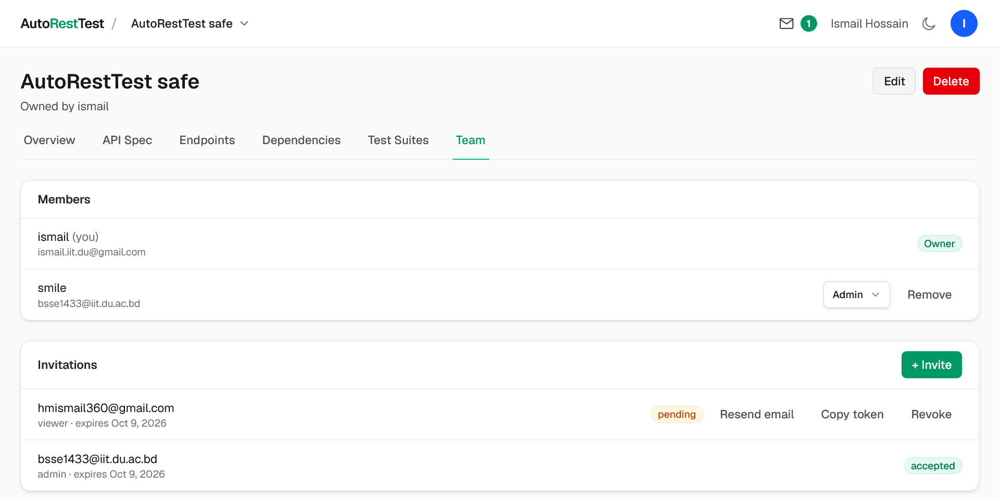 AutoRestTest / AutoRestTest safe
1 Ismail Hossain I
AutoRestTest safe
Edit Delete
Owned by ismail
Overview API Spec Endpoints Dependencies Test Suites Team
Members
ismail (you)
ismail.iit.du@gmail.com
Owner
smile
bsse1433@iit.du.ac.bd
Admin Remove
Invitations
+ Invite
hmismail360@gmail.com
viewer · expires Oct 9, 2026
pending Resend email Copy token Revoke
bsse1433@iit.du.ac.bd
admin · expires Oct 9, 2026
accepted